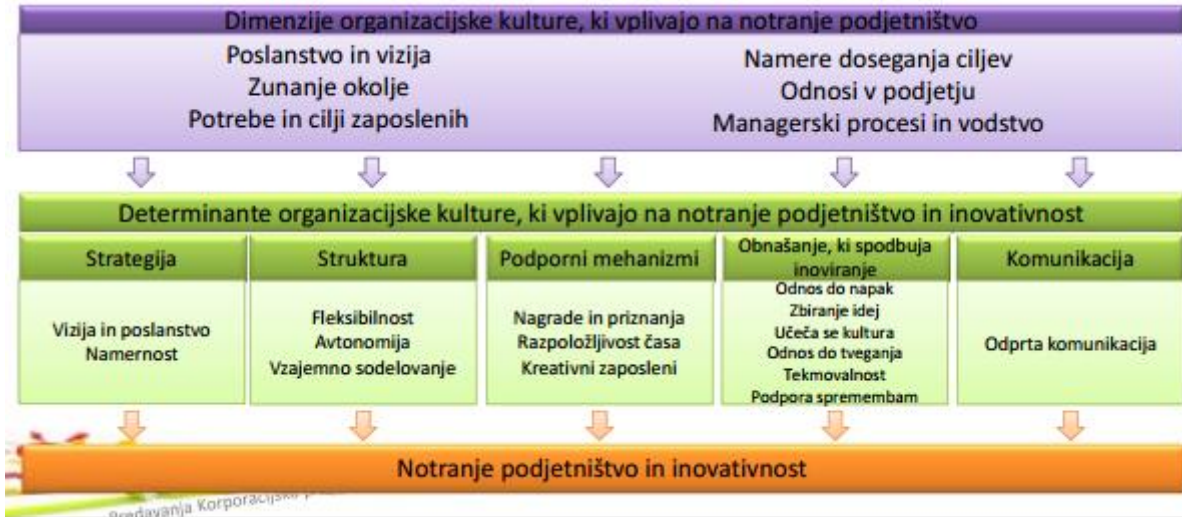 Dimenzije organizacijske kulture, ki vplivajo na notranje podjetništvo
Poslanstvo in vizija
Zunanje okolje
Potrebe in cilji zaposlenih
Namere doseganja ciljev
Odnosi v podjetju
Managerski procesi in vodstvo
Determinante organizacijske kulture, ki vplivajo na notranje podjetništvo in inovativnost
Strategija
Vizija in poslanstvo
Namernost
Struktura
Fleksibilnost
Avtonomija
Vzajemno sodelovanje
Podporni mehanizmi
Nagrade in priznanja
Razpoložljivost časa
Kreativni zaposleni
Obnašanje, ki spodbuja
inoviranje
Odnos do napak
Zbiranje idej
Učeča se kultura
Odnos do tveganja
Tekmovalnost
Podpora spremembam
Komunikacija
Odprta komunikacija
Notranje podjetništvo in inovativnost
Predavanja